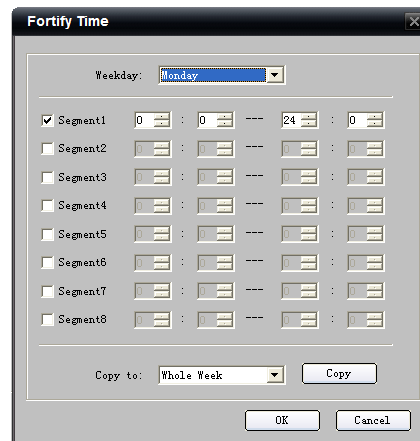 Fortify Time
Weekday: Monday
Segment1 0 : 0 --- 24 : 0
Segment2 0 : 0 --- 0 : 0
Segment3 0 : 0 --- 0 : 0
Segment4 0 : 0 --- 0 : 0
Segment5 0 : 0 --- 0 : 0
Segment6 0 : 0 --- 0 : 0
Segment7 0 : 0 --- 0 : 0
Segment8 0 : 0 --- 0 : 0
Copy to: Whole Week Copy
OK Cancel